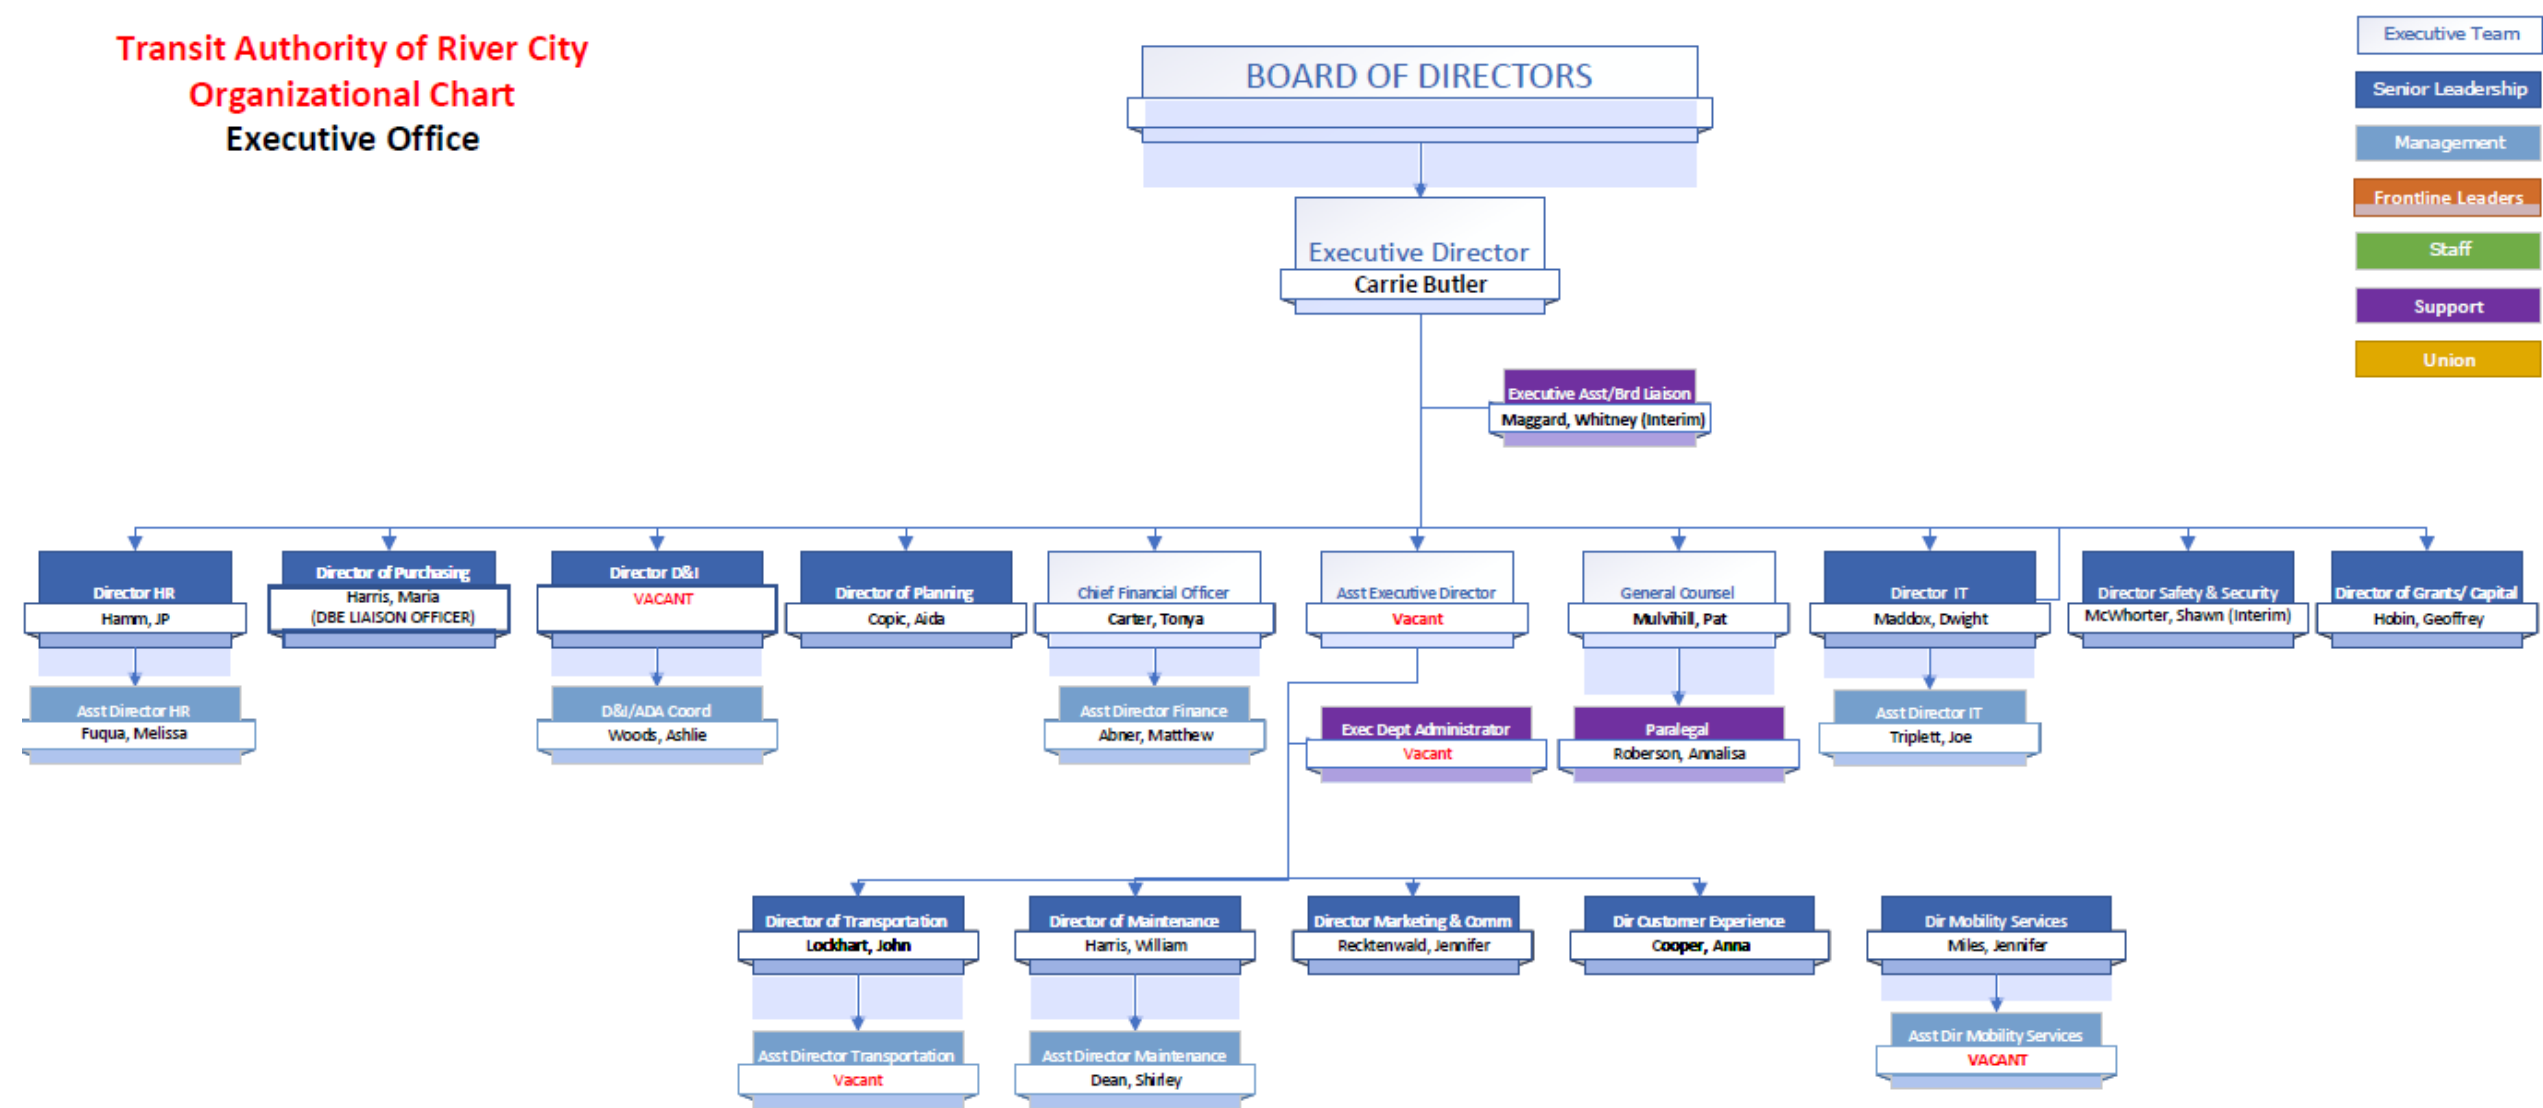 Transit Authority of River City
Organizational Chart
Executive Office
BOARD OF DIRECTORS
Executive Team
Senior Leadership
Management
Frontline Leaders
Staff
Support
Union
Executive Director
Carrie Butler
Executive Asst/Brd Liaison
Maggard, Whitney (Interim)
Director HR
Hamm, JP
Director of Purchasing
Harris, Maria
(DBE LIAISON OFFICER)
Director D&I
VACANT
Director of Planning
Copic, Aida
Chief Financial Officer
Carter, Tonya
Asst Executive Director
Vacant
General Counsel
Mulvihill, Pat
Director IT
Maddox, Dwight
Director Safety & Security
McWhorter, Shawn (Interim)
Director of Grants/ Capital
Hobin, Geoffrey
Asst Director HR
Fuqua, Melissa
D&I/ADA Coord
Woods, Ashlie
Asst Director Finance
Abner, Matthew
Exec Dept Administrator
Vacant
Paralegal
Roberson, Annalisa
Asst Director IT
Triplett, Joe
Director of Transportation
Lockhart, John
Director of Maintenance
Harris, William
Director Marketing & Comm
Recktenwald, Jennifer
Dir Customer Experience
Cooper, Anna
Dir Mobility Services
Miles, Jennifer
Asst Director Transportation
Vacant
Asst Director Maintenance
Dean, Shirley
Asst Dir Mobility Services
VACANT